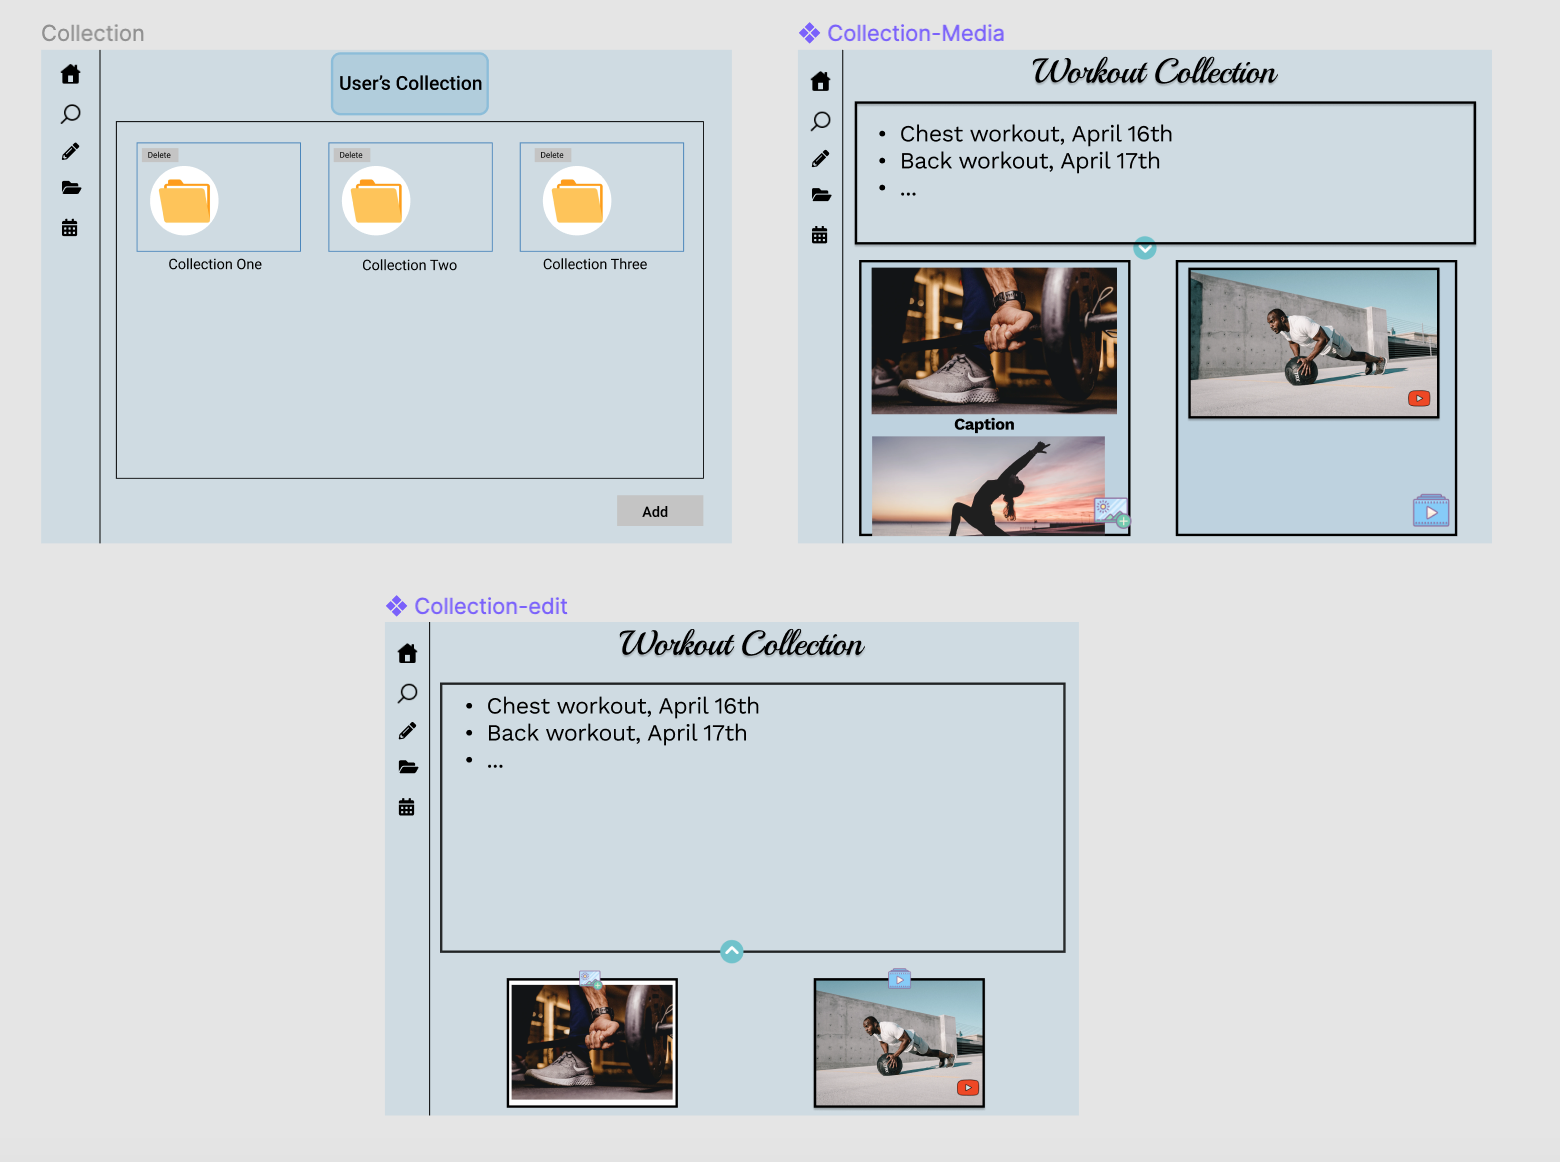 Collection
User's Collection
Delete
Delete
Delete
Collection One
Collection Two
Collection Three
Add
Collection-Media
Workout Collection
• Chest workout, April 16th
• Back workout, April 17th
• ...
Caption
Collection-edit
Workout Collection
• Chest workout, April 16th
• Back workout, April 17th
• ...